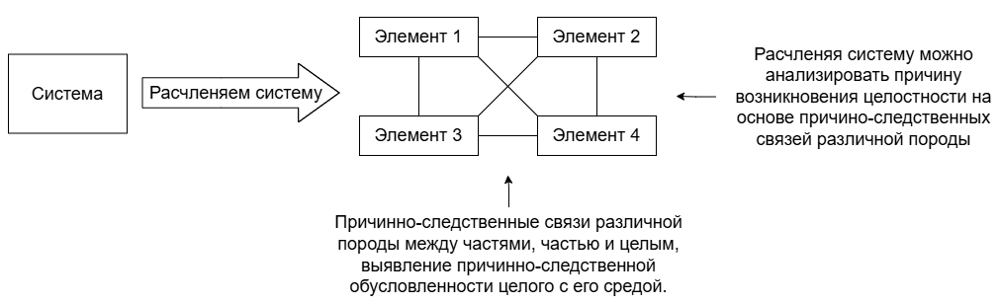 Система
Расчленяем систему
Элемент 1
Элемент 2
Элемент 3
Элемент 4
Расчленяя систему можно
анализировать причину
возникновения целостности на
основе причино-следственных
связей различной породы
Причинно-следственные связи различной
породы между частями, частью и целым,
выявление причинно-следственной
обусловленности целого с его средой.